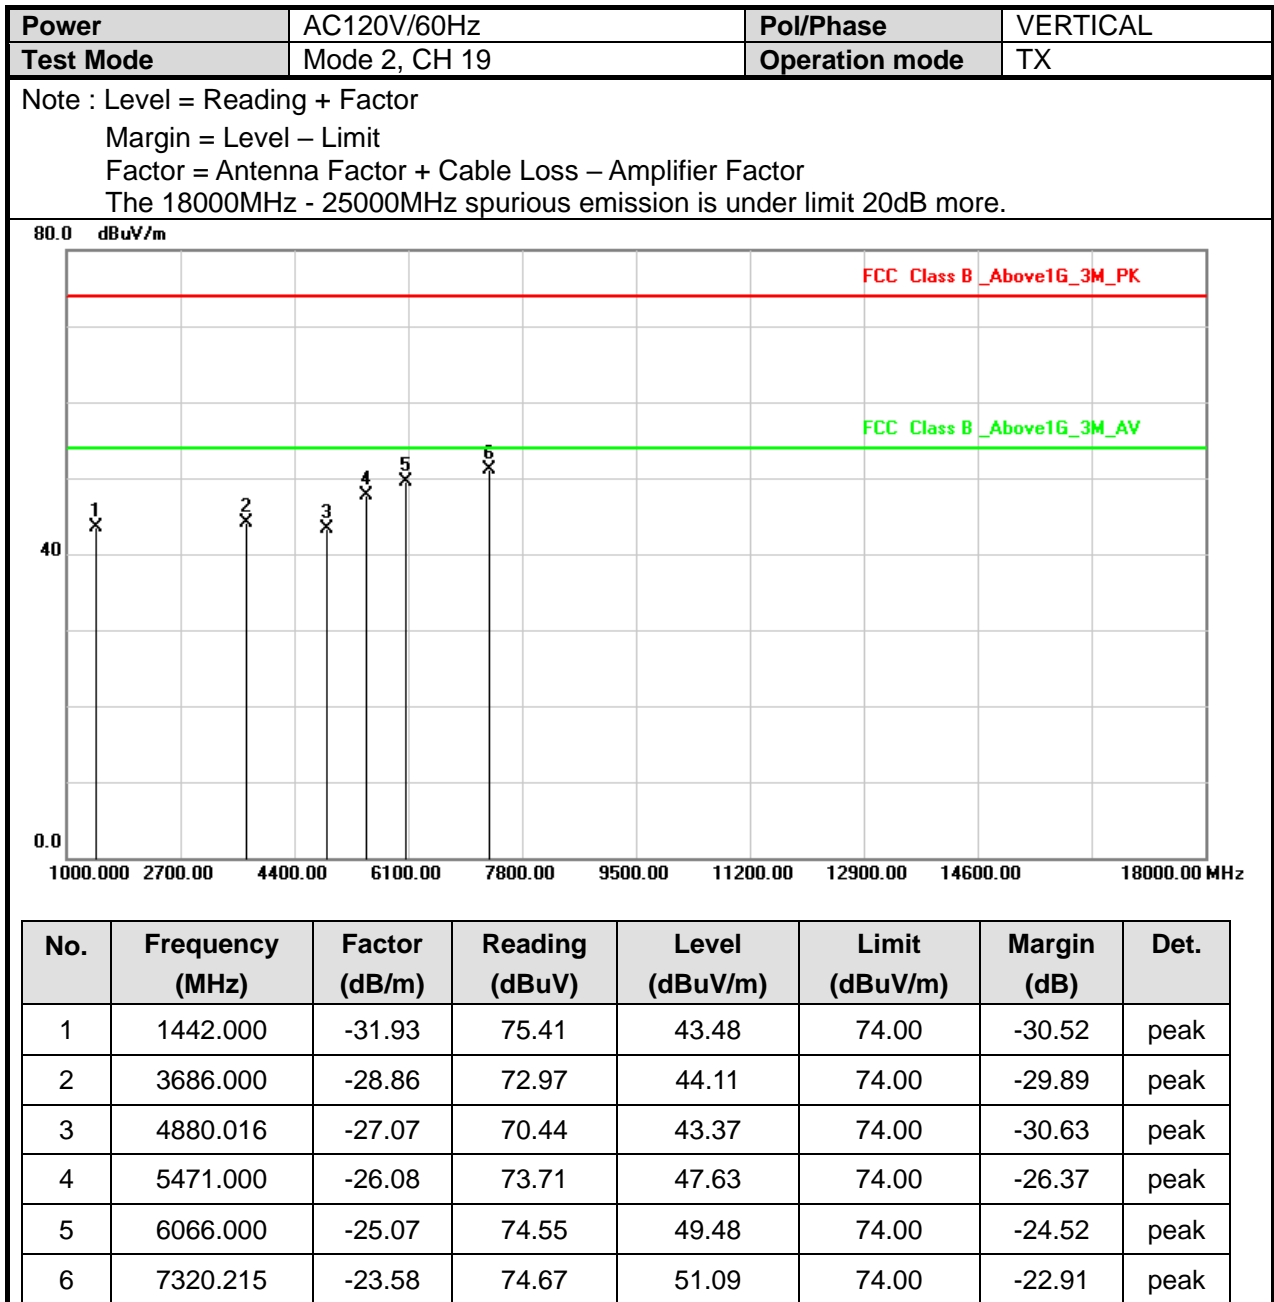 Power AC120V/60Hz Pol/Phase VERTICAL
Test Mode Mode 2, CH 19 Operation mode TX
Note : Level = Reading + Factor
Margin = Level – Limit
Factor = Antenna Factor + Cable Loss – Amplifier Factor
The 18000MHz - 25000MHz spurious emission is under limit 20dB more.
80.0 dBuV/m
FCC Class B _Above1G_3M_PK
FCC Class B _Above1G_3M_AV
1 2 3 4 5 6
40
0.0
1000.000 2700.00 4400.00 6100.00 7800.00 9500.00 11200.00 12900.00 14600.00 18000.00 MHz
No. Frequency Factor Reading Level Limit Margin Det.
(MHz) (dB/m) (dBuV) (dBuV/m) (dBuV/m) (dB)
1 1442.000 -31.93 75.41 43.48 74.00 -30.52 peak
2 3686.000 -28.86 72.97 44.11 74.00 -29.89 peak
3 4880.016 -27.07 70.44 43.37 74.00 -30.63 peak
4 5471.000 -26.08 73.71 47.63 74.00 -26.37 peak
5 6066.000 -25.07 74.55 49.48 74.00 -24.52 peak
6 7320.215 -23.58 74.67 51.09 74.00 -22.91 peak